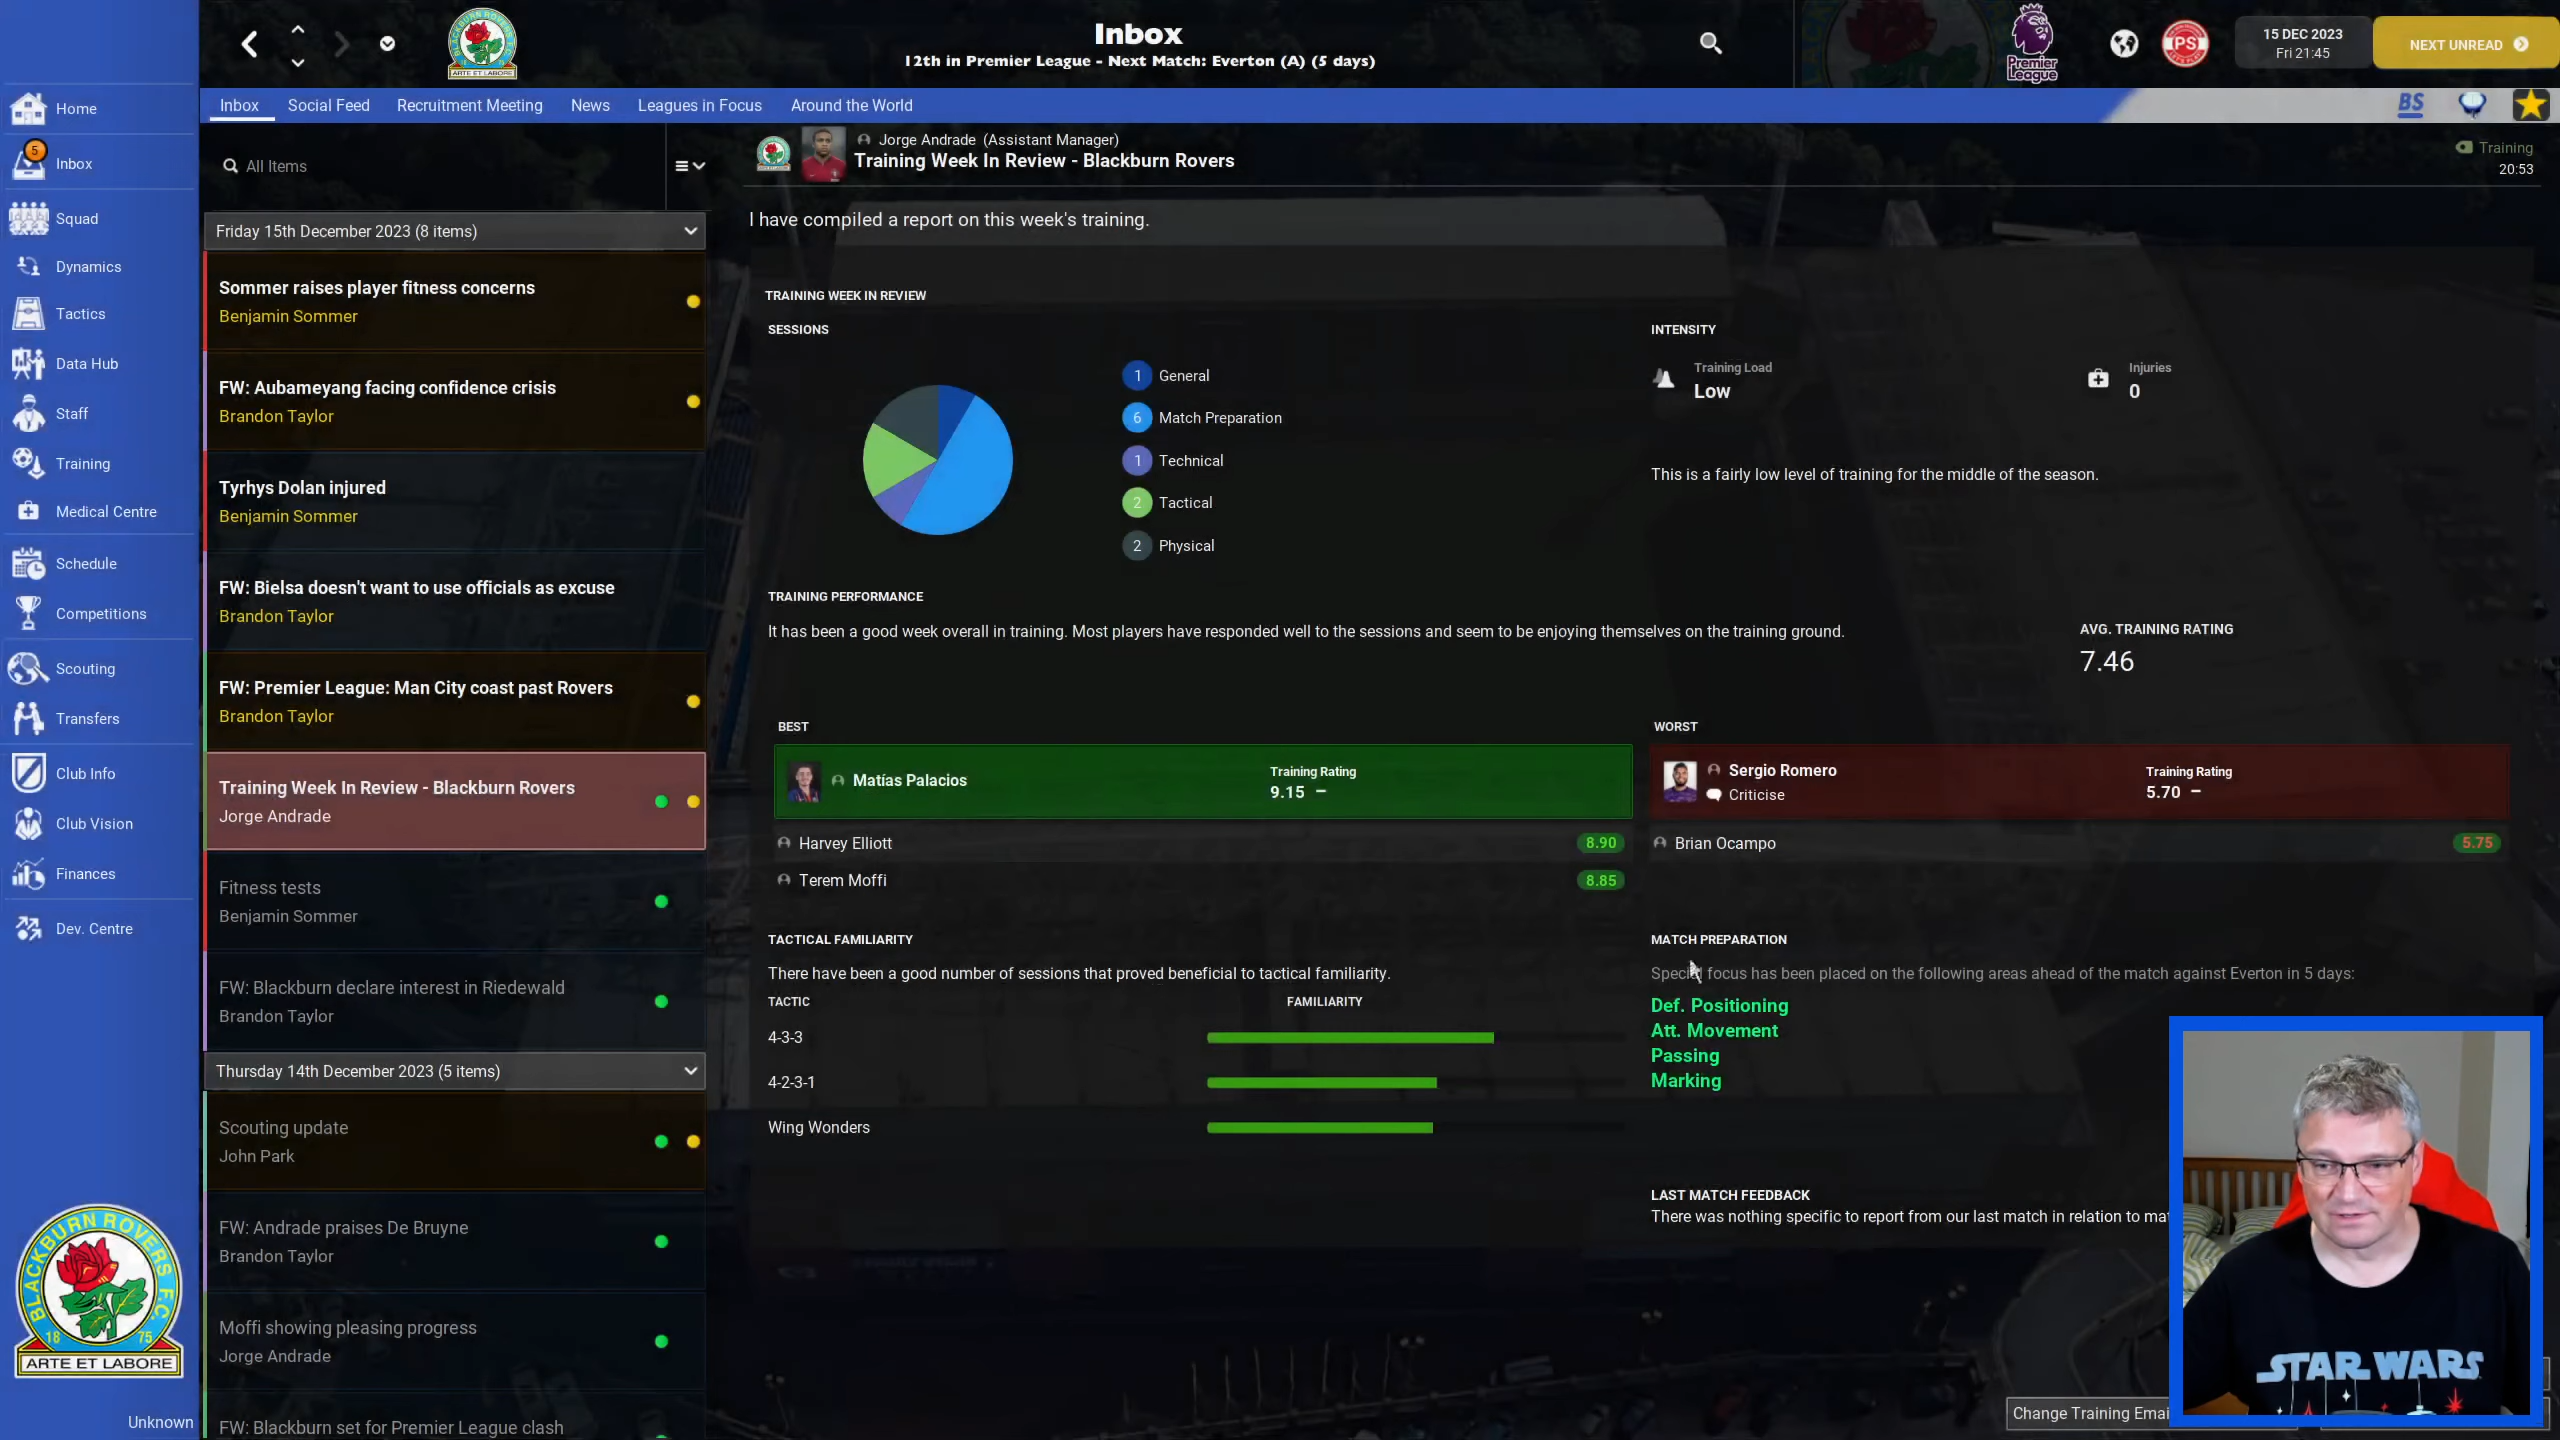 Inbox
12th in Premier League - Next Match: Everton (A) (5 days)
Premier League
PS
15 DEC 2023
Fri 21:45
NEXT UNREAD
Home
5
Inbox
Squad
Dynamics
Tactics
Data Hub
Staff
Training
Medical Centre
Schedule
Competitions
Scouting
Transfers
Club Info
Club Vision
Finances
Dev. Centre
BLACKBURN ROVERS F.C.
18 75
ARTE ET LABORE
Unknown
Inbox Social Feed Recruitment Meeting News Leagues in Focus Around the World
BS
All Items
Friday 15th December 2023 (8 items)
Sommer raises player fitness concerns
Benjamin Sommer
FW: Aubameyang facing confidence crisis
Brandon Taylor
Tyrhys Dolan injured
Benjamin Sommer
FW: Bielsa doesn't want to use officials as excuse
Brandon Taylor
FW: Premier League: Man City coast past Rovers
Brandon Taylor
Training Week In Review - Blackburn Rovers
Jorge Andrade
Fitness tests
Benjamin Sommer
FW: Blackburn declare interest in Riedewald
Brandon Taylor
Thursday 14th December 2023 (5 items)
Scouting update
John Park
FW: Andrade praises De Bruyne
Brandon Taylor
Moffi showing pleasing progress
Jorge Andrade
FW: Blackburn set for Premier League clash
Jorge Andrade (Assistant Manager)
Training Week In Review - Blackburn Rovers
Training
20:53
I have compiled a report on this week's training.
TRAINING WEEK IN REVIEW
SESSIONS
1 General
6 Match Preparation
1 Technical
2 Tactical
2 Physical
INTENSITY
Training Load
Low
Injuries
0
This is a fairly low level of training for the middle of the season.
TRAINING PERFORMANCE
It has been a good week overall in training. Most players have responded well to the sessions and seem to be enjoying themselves on the training ground.
AVG. TRAINING RATING
7.46
BEST
Matías Palacios
Training Rating
9.15 –
Harvey Elliott 8.90
Terem Moffi 8.85
WORST
Sergio Romero
Criticise
Training Rating
5.70 –
Brian Ocampo 5.75
TACTICAL FAMILIARITY
There have been a good number of sessions that proved beneficial to tactical familiarity.
TACTIC FAMILIARITY
4-3-3
4-2-3-1
Wing Wonders
MATCH PREPARATION
Special focus has been placed on the following areas ahead of the match against Everton in 5 days:
Def. Positioning
Att. Movement
Passing
Marking
LAST MATCH FEEDBACK
There was nothing specific to report from our last match in relation to
Change Training
STAR WARS